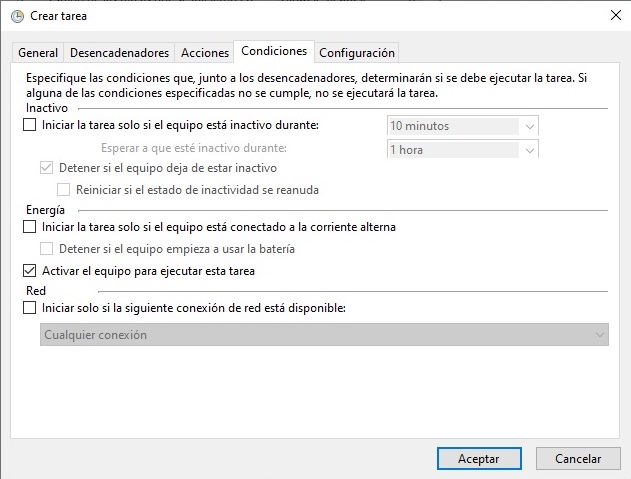 Crear tarea
General
Desencadenadores
Acciones
Condiciones
Configuración
Especifique las condiciones que, junto a los desencadenadores, determinarán si se debe ejecutar la tarea. Si
alguna de las condiciones especificadas no se cumple, no se ejecutará la tarea.
Inactivo
Iniciar la tarea solo si el equipo está inactivo durante:
10 minutos
Esperar a que esté inactivo durante:
1 hora
Detener si el equipo deja de estar inactivo
Reiniciar si el estado de inactividad se reanuda
Energía
Iniciar la tarea solo si el equipo está conectado a la corriente alterna
Detener si el equipo empieza a usar la batería
Activar el equipo para ejecutar esta tarea
Red
Iniciar solo si la siguiente conexión de red está disponible:
Cualquier conexión
Aceptar
Cancelar